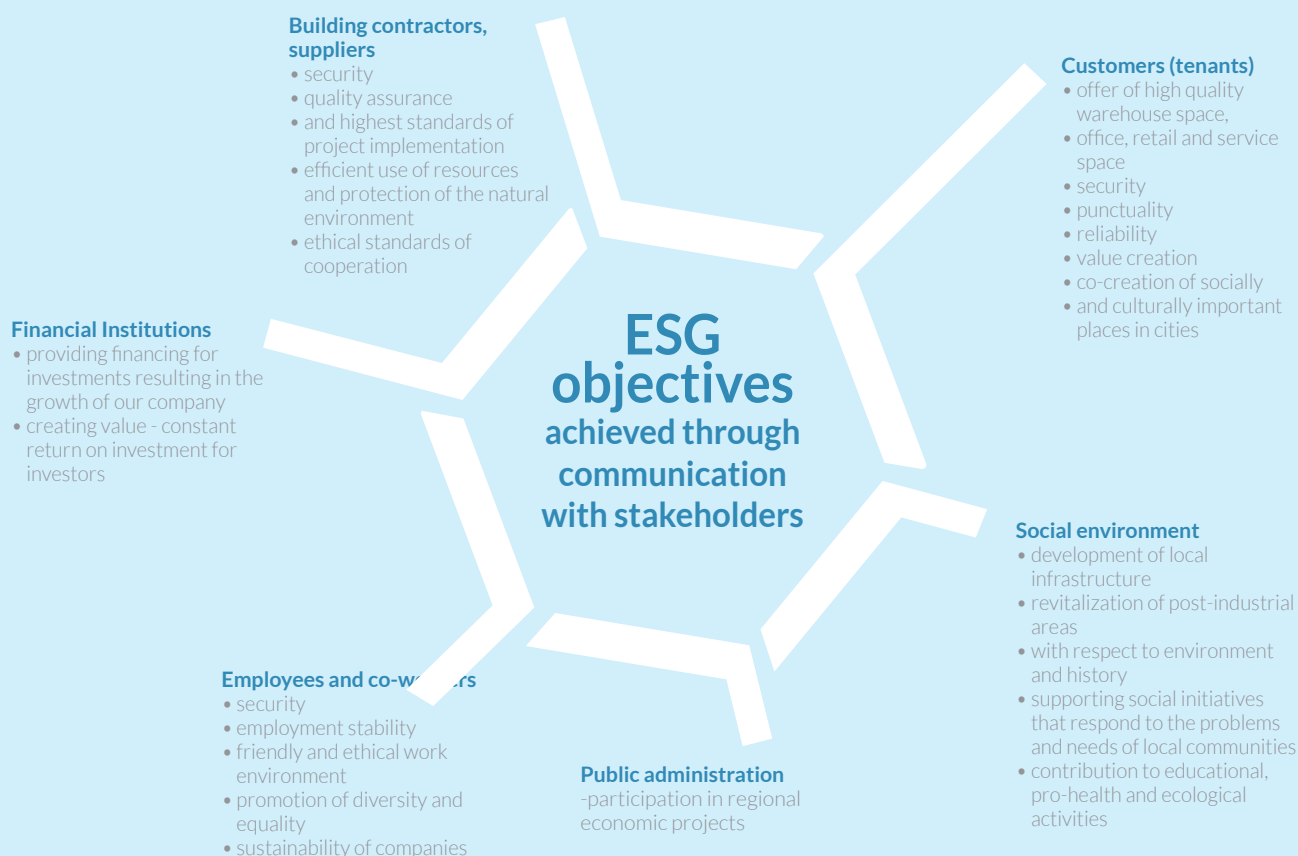 Building contractors,
suppliers
• security
• quality assurance
• and highest standards of
project implementation
• efficient use of resources
and protection of the natural
environment
• ethical standards of
cooperation
Customers (tenants)
• offer of high quality
warehouse space,
• office, retail and service
space
• security
• punctuality
• reliability
• value creation
• co-creation of socially
• and culturally important
places in cities
Financial Institutions
• providing financing for
investments resulting in the
growth of our company
• creating value - constant
return on investment for
investors
ESG
objectives
achieved through
communication
with stakeholders
Social environment
• development of local
infrastructure
• revitalization of post-industrial
areas
• with respect to environment
and history
• supporting social initiatives
that respond to the problems
and needs of local communities
• contribution to educational,
pro-health and ecological
activities
Employees and
• security
• employment stability
• friendly and ethical work
environment
• promotion of diversity and
equality
• sustainability of companies
Public administration
-participation in regional
economic projects